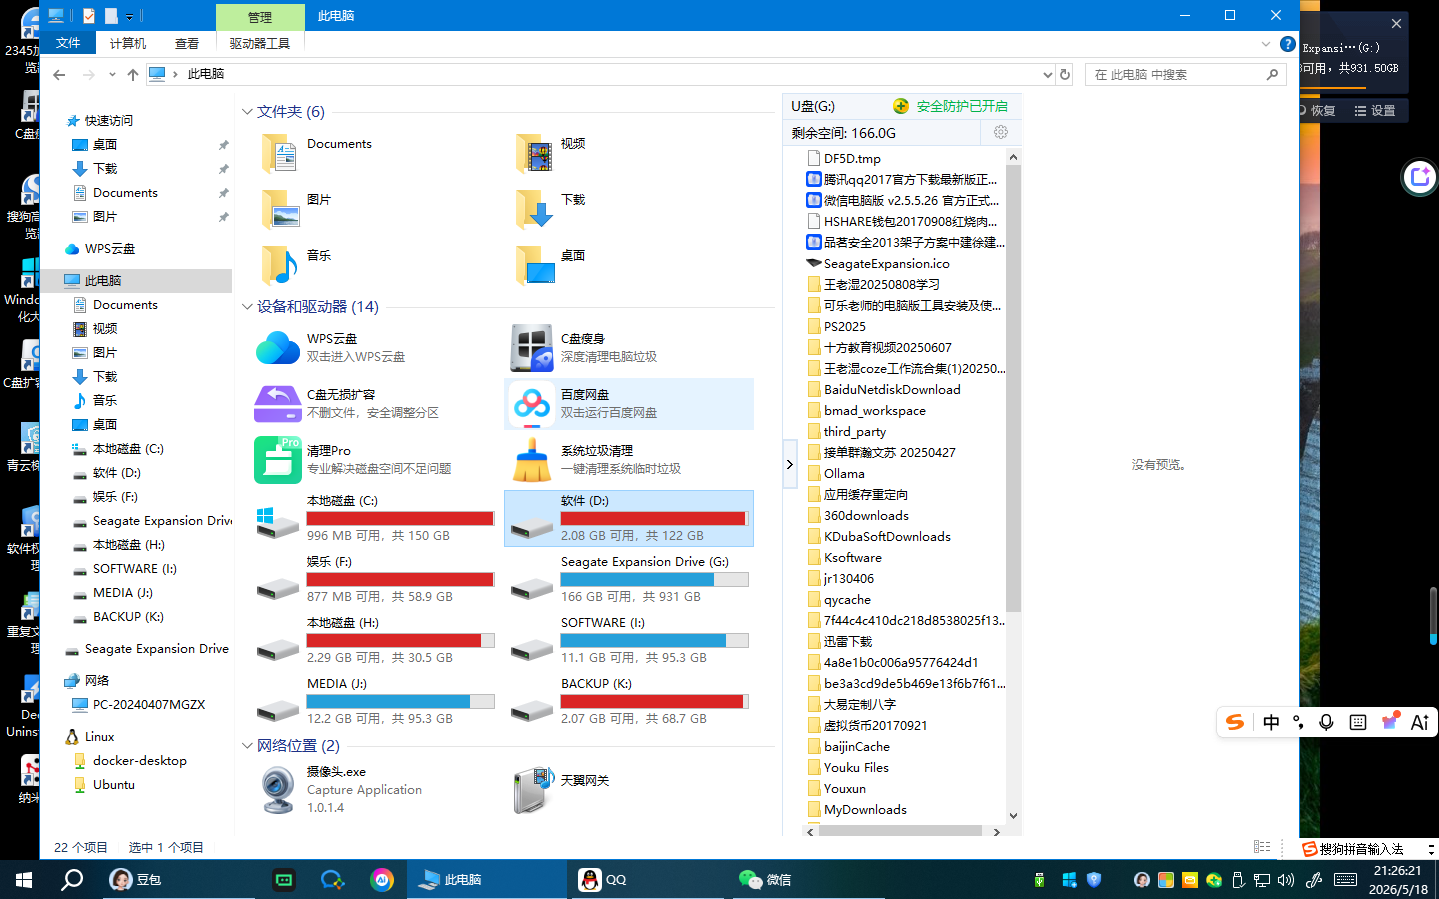 管理
此电脑
文件
计算机
查看
驱动器工具
此电脑
在 此电脑 中搜索
快速访问
桌面
下载
Documents
图片
WPS云盘
此电脑
Documents
视频
图片
下载
音乐
桌面
本地磁盘 (C:)
软件 (D:)
娱乐 (F:)
Seagate Expansion Drive
本地磁盘 (H:)
SOFTWARE (I:)
MEDIA (J:)
BACKUP (K:)
Seagate Expansion Drive
网络
PC-20240407MGZX
Linux
docker-desktop
Ubuntu
文件夹 (6)
Documents
视频
图片
下载
音乐
桌面
设备和驱动器 (14)
WPS云盘
双击进入WPS云盘
C盘瘦身
深度清理电脑垃圾
C盘无损扩容
不删文件，安全调整分区
百度网盘
双击运行百度网盘
清理Pro
专业解决磁盘空间不足问题
系统垃圾清理
一键清理系统临时垃圾
本地磁盘 (C:)
996 MB 可用，共 150 GB
软件 (D:)
2.08 GB 可用，共 122 GB
娱乐 (F:)
877 MB 可用，共 58.9 GB
Seagate Expansion Drive (G:)
166 GB 可用，共 931 GB
本地磁盘 (H:)
2.29 GB 可用，共 30.5 GB
SOFTWARE (I:)
11.1 GB 可用，共 95.3 GB
MEDIA (J:)
12.2 GB 可用，共 95.3 GB
BACKUP (K:)
2.07 GB 可用，共 68.7 GB
网络位置 (2)
摄像头.exe
Capture Application
1.0.1.4
天翼网关
U盘(G:)
安全防护已开启
剩余空间: 166.0G
DF5D.tmp
腾讯qq2017官方下载最新版正...
微信电脑版 v2.5.5.26 官方正式...
HSHARE钱包20170908红烧肉...
品茗安全2013架子方案中建徐建...
SeagateExpansion.ico
王老湿20250808学习
可乐老师的电脑版工具安装及使...
PS2025
十方教育视频20250607
王老湿coze工作流合集(1)20250...
BaiduNetdiskDownload
bmad_workspace
third_party
接单群瀚文苏 20250427
Ollama
应用缓存重定向
360downloads
KDubaSoftDownloads
Ksoftware
jr130406
qycache
7f44c4c410dc218d8538025f13...
迅雷下载
4a8e1b0c006a95776424d1
be3a3cd9de5b469e13f6b7f61...
大易定制八字
虚拟货币20170921
baijinCache
Youku Files
Youxun
MyDownloads
没有预览。
22 个项目
选中 1 个项目
Expansi…(G:)
可用，共931.50GB
恢复
设置
中
搜狗拼音输入法
豆包
此电脑
QQ
微信
21:26:21
2026/5/18